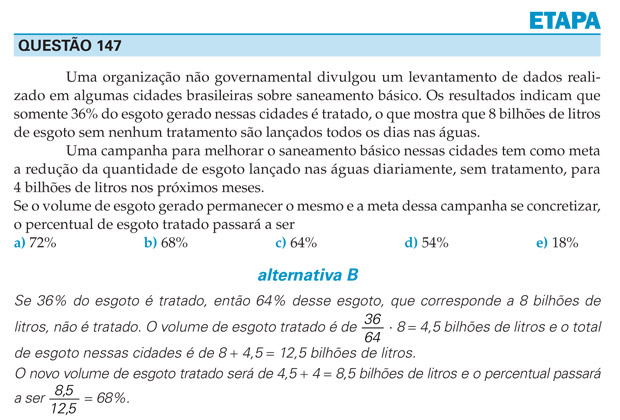 ETAPA
QUESTÃO 147
Uma organização não governamental divulgou um levantamento de dados reali-
zado em algumas cidades brasileiras sobre saneamento básico. Os resultados indicam que
somente 36% do esgoto gerado nessas cidades é tratado, o que mostra que 8 bilhões de litros
de esgoto sem nenhum tratamento são lançados todos os dias nas águas.
Uma campanha para melhorar o saneamento básico nessas cidades tem como meta
a redução da quantidade de esgoto lançado nas águas diariamente, sem tratamento, para
4 bilhões de litros nos próximos meses.
Se o volume de esgoto gerado permanecer o mesmo e a meta dessa campanha se concretizar,
o percentual de esgoto tratado passará a ser
a) 72% b) 68% c) 64% d) 54% e) 18%
alternativa B
Se 36% do esgoto é tratado, então 64% desse esgoto, que corresponde a 8 bilhões de
litros, não é tratado. O volume de esgoto tratado é de 36/64 · 8 = 4,5 bilhões de litros e o total
de esgoto nessas cidades é de 8 + 4,5 = 12,5 bilhões de litros.
O novo volume de esgoto tratado será de 4,5 + 4 = 8,5 bilhões de litros e o percentual passará
a ser 8,5/12,5 = 68%.